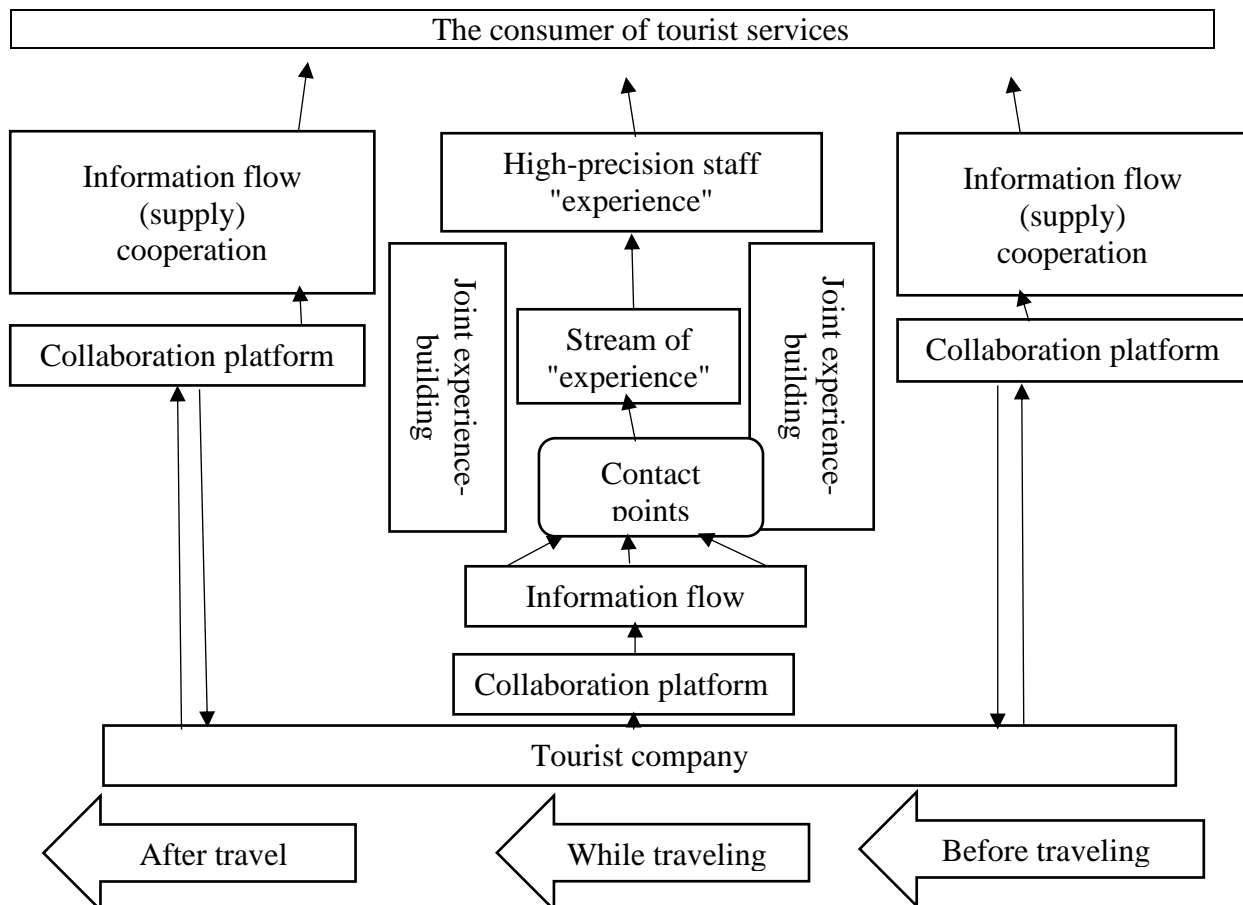 The consumer of tourist services
Information flow
(supply)
cooperation
High-precision staff
"experience"
Information flow
(supply)
cooperation
Joint experience-
building
Joint experience-
building
Collaboration platform
Stream of
"experience"
Collaboration platform
Contact
points
Information flow
Collaboration platform
Tourist company
After travel
While traveling
Before traveling